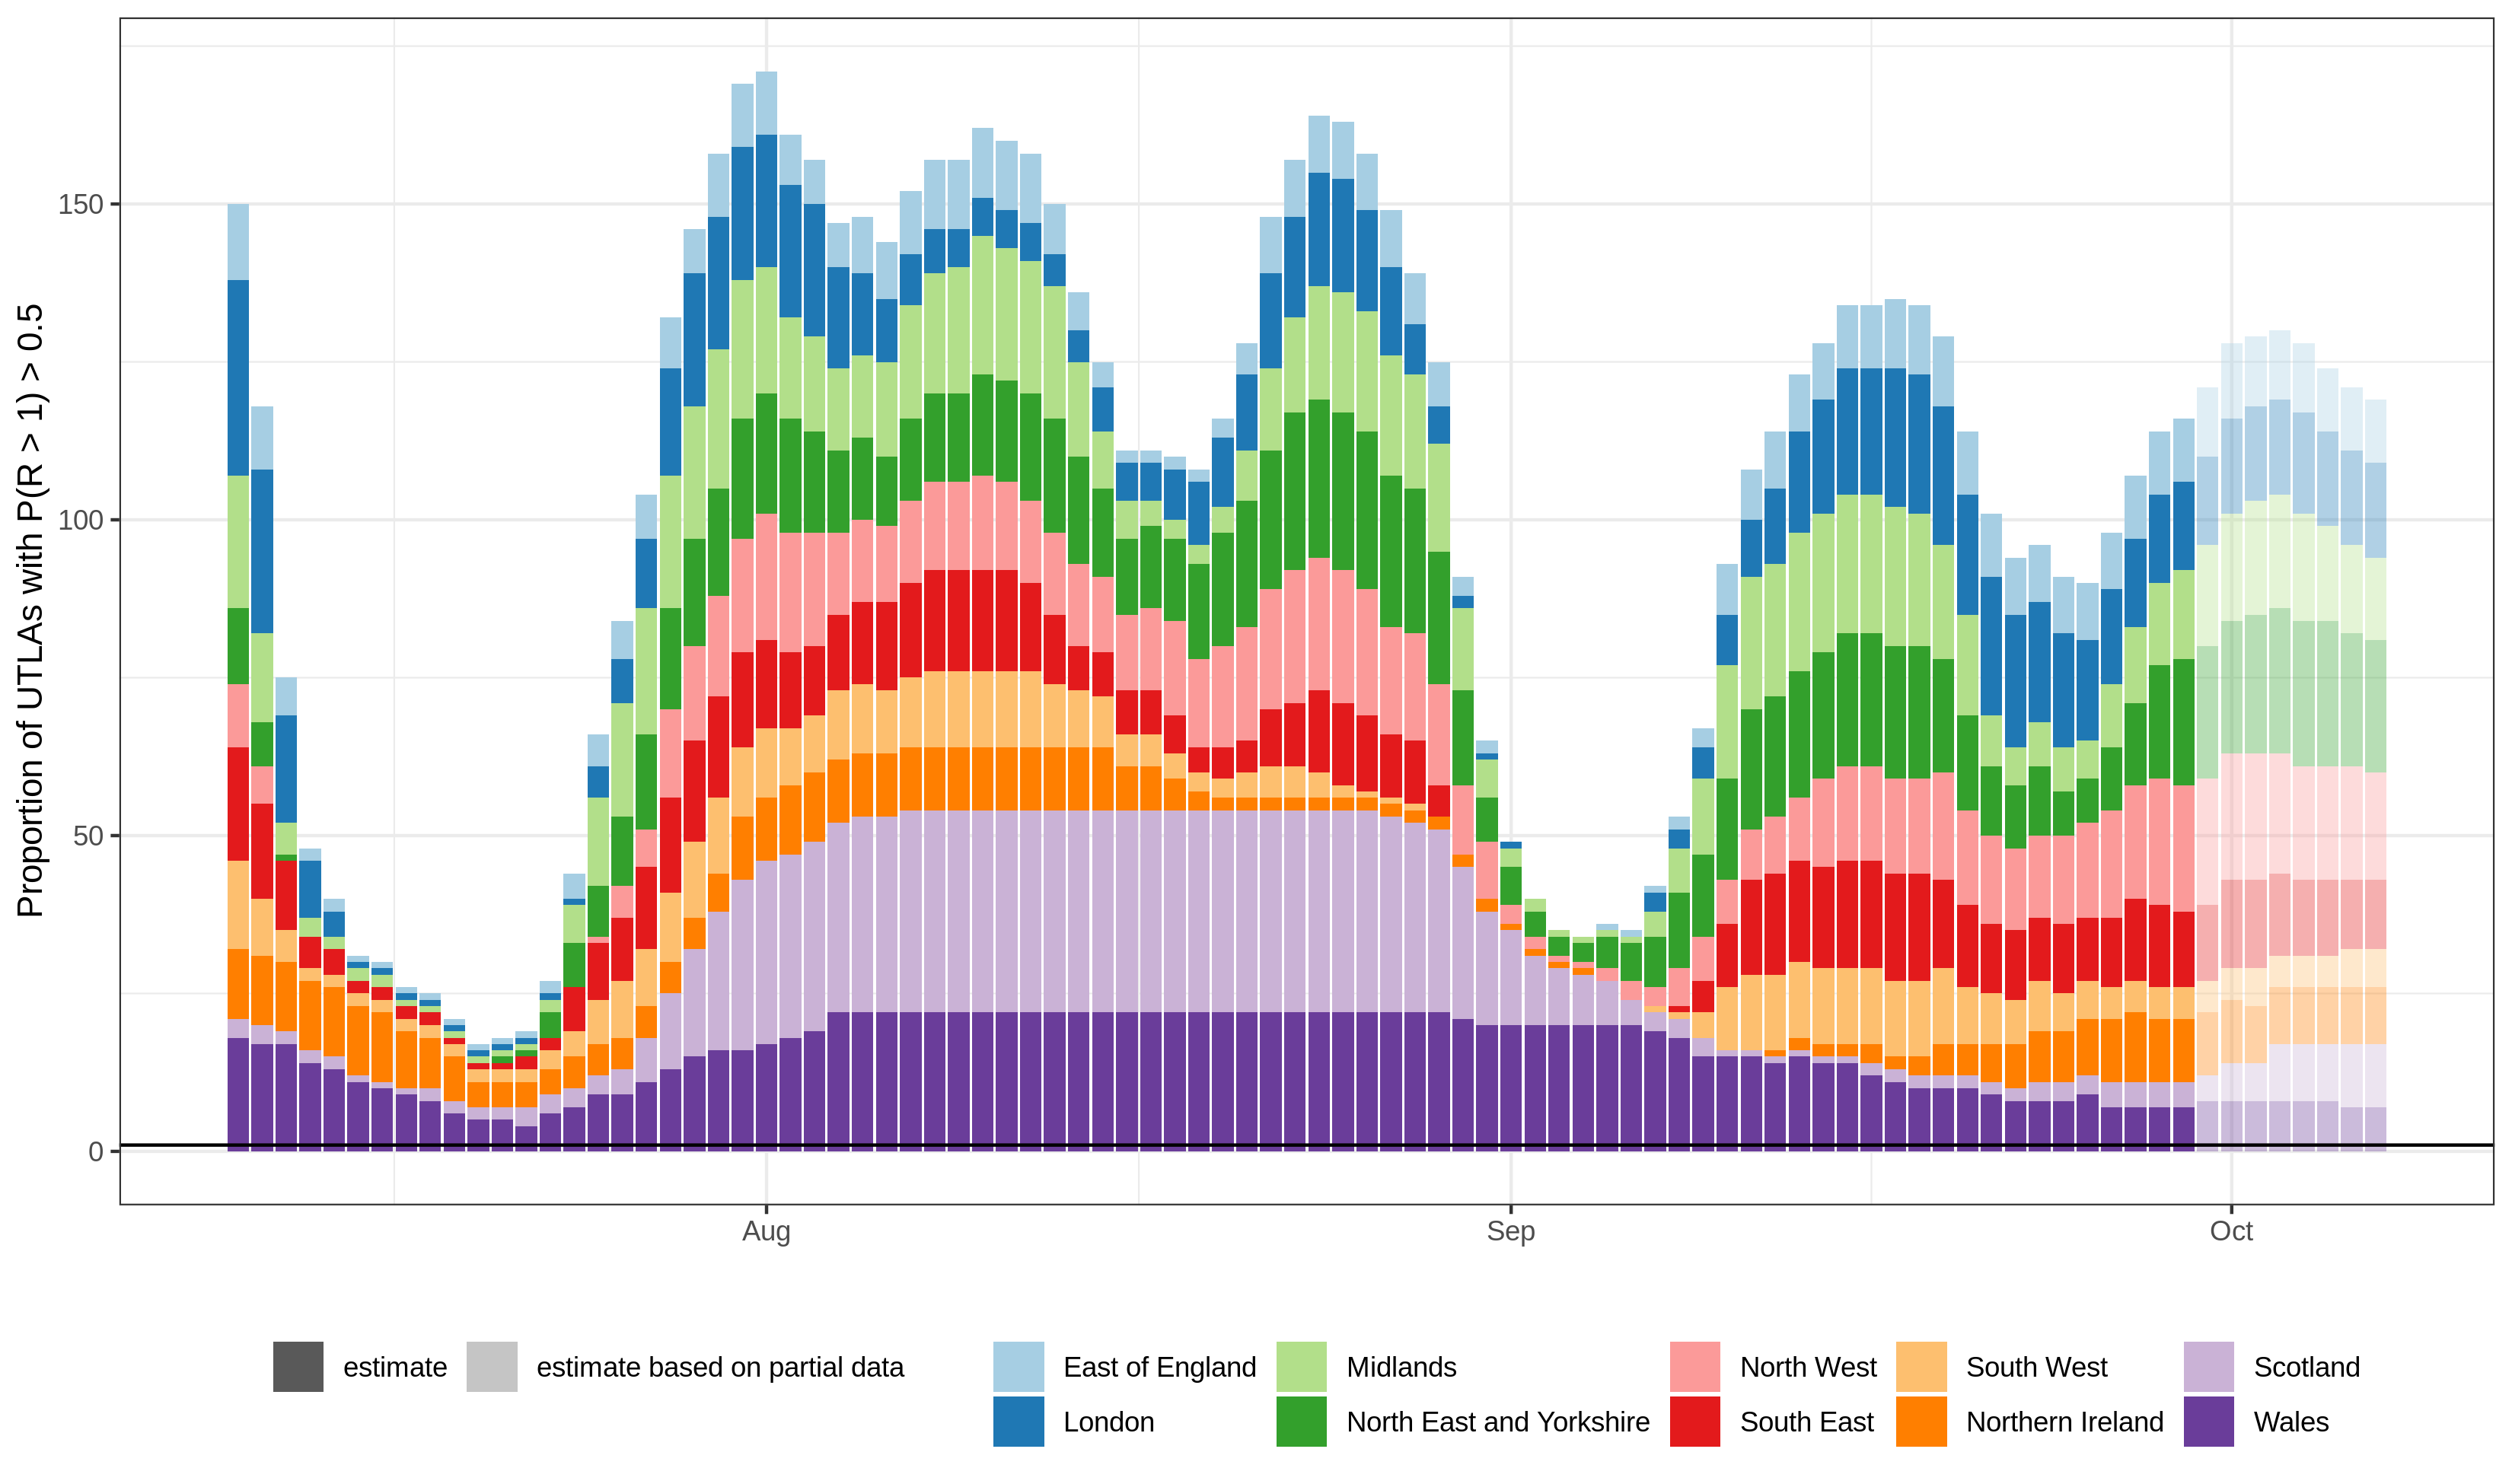 Proportion of UTLAs with P(R > 1) > 0.5
150
100
50
0
Aug
Sep
Oct
estimate
estimate based on partial data
East of England
Midlands
North West
South West
Scotland
London
North East and Yorkshire
South East
Northern Ireland
Wales